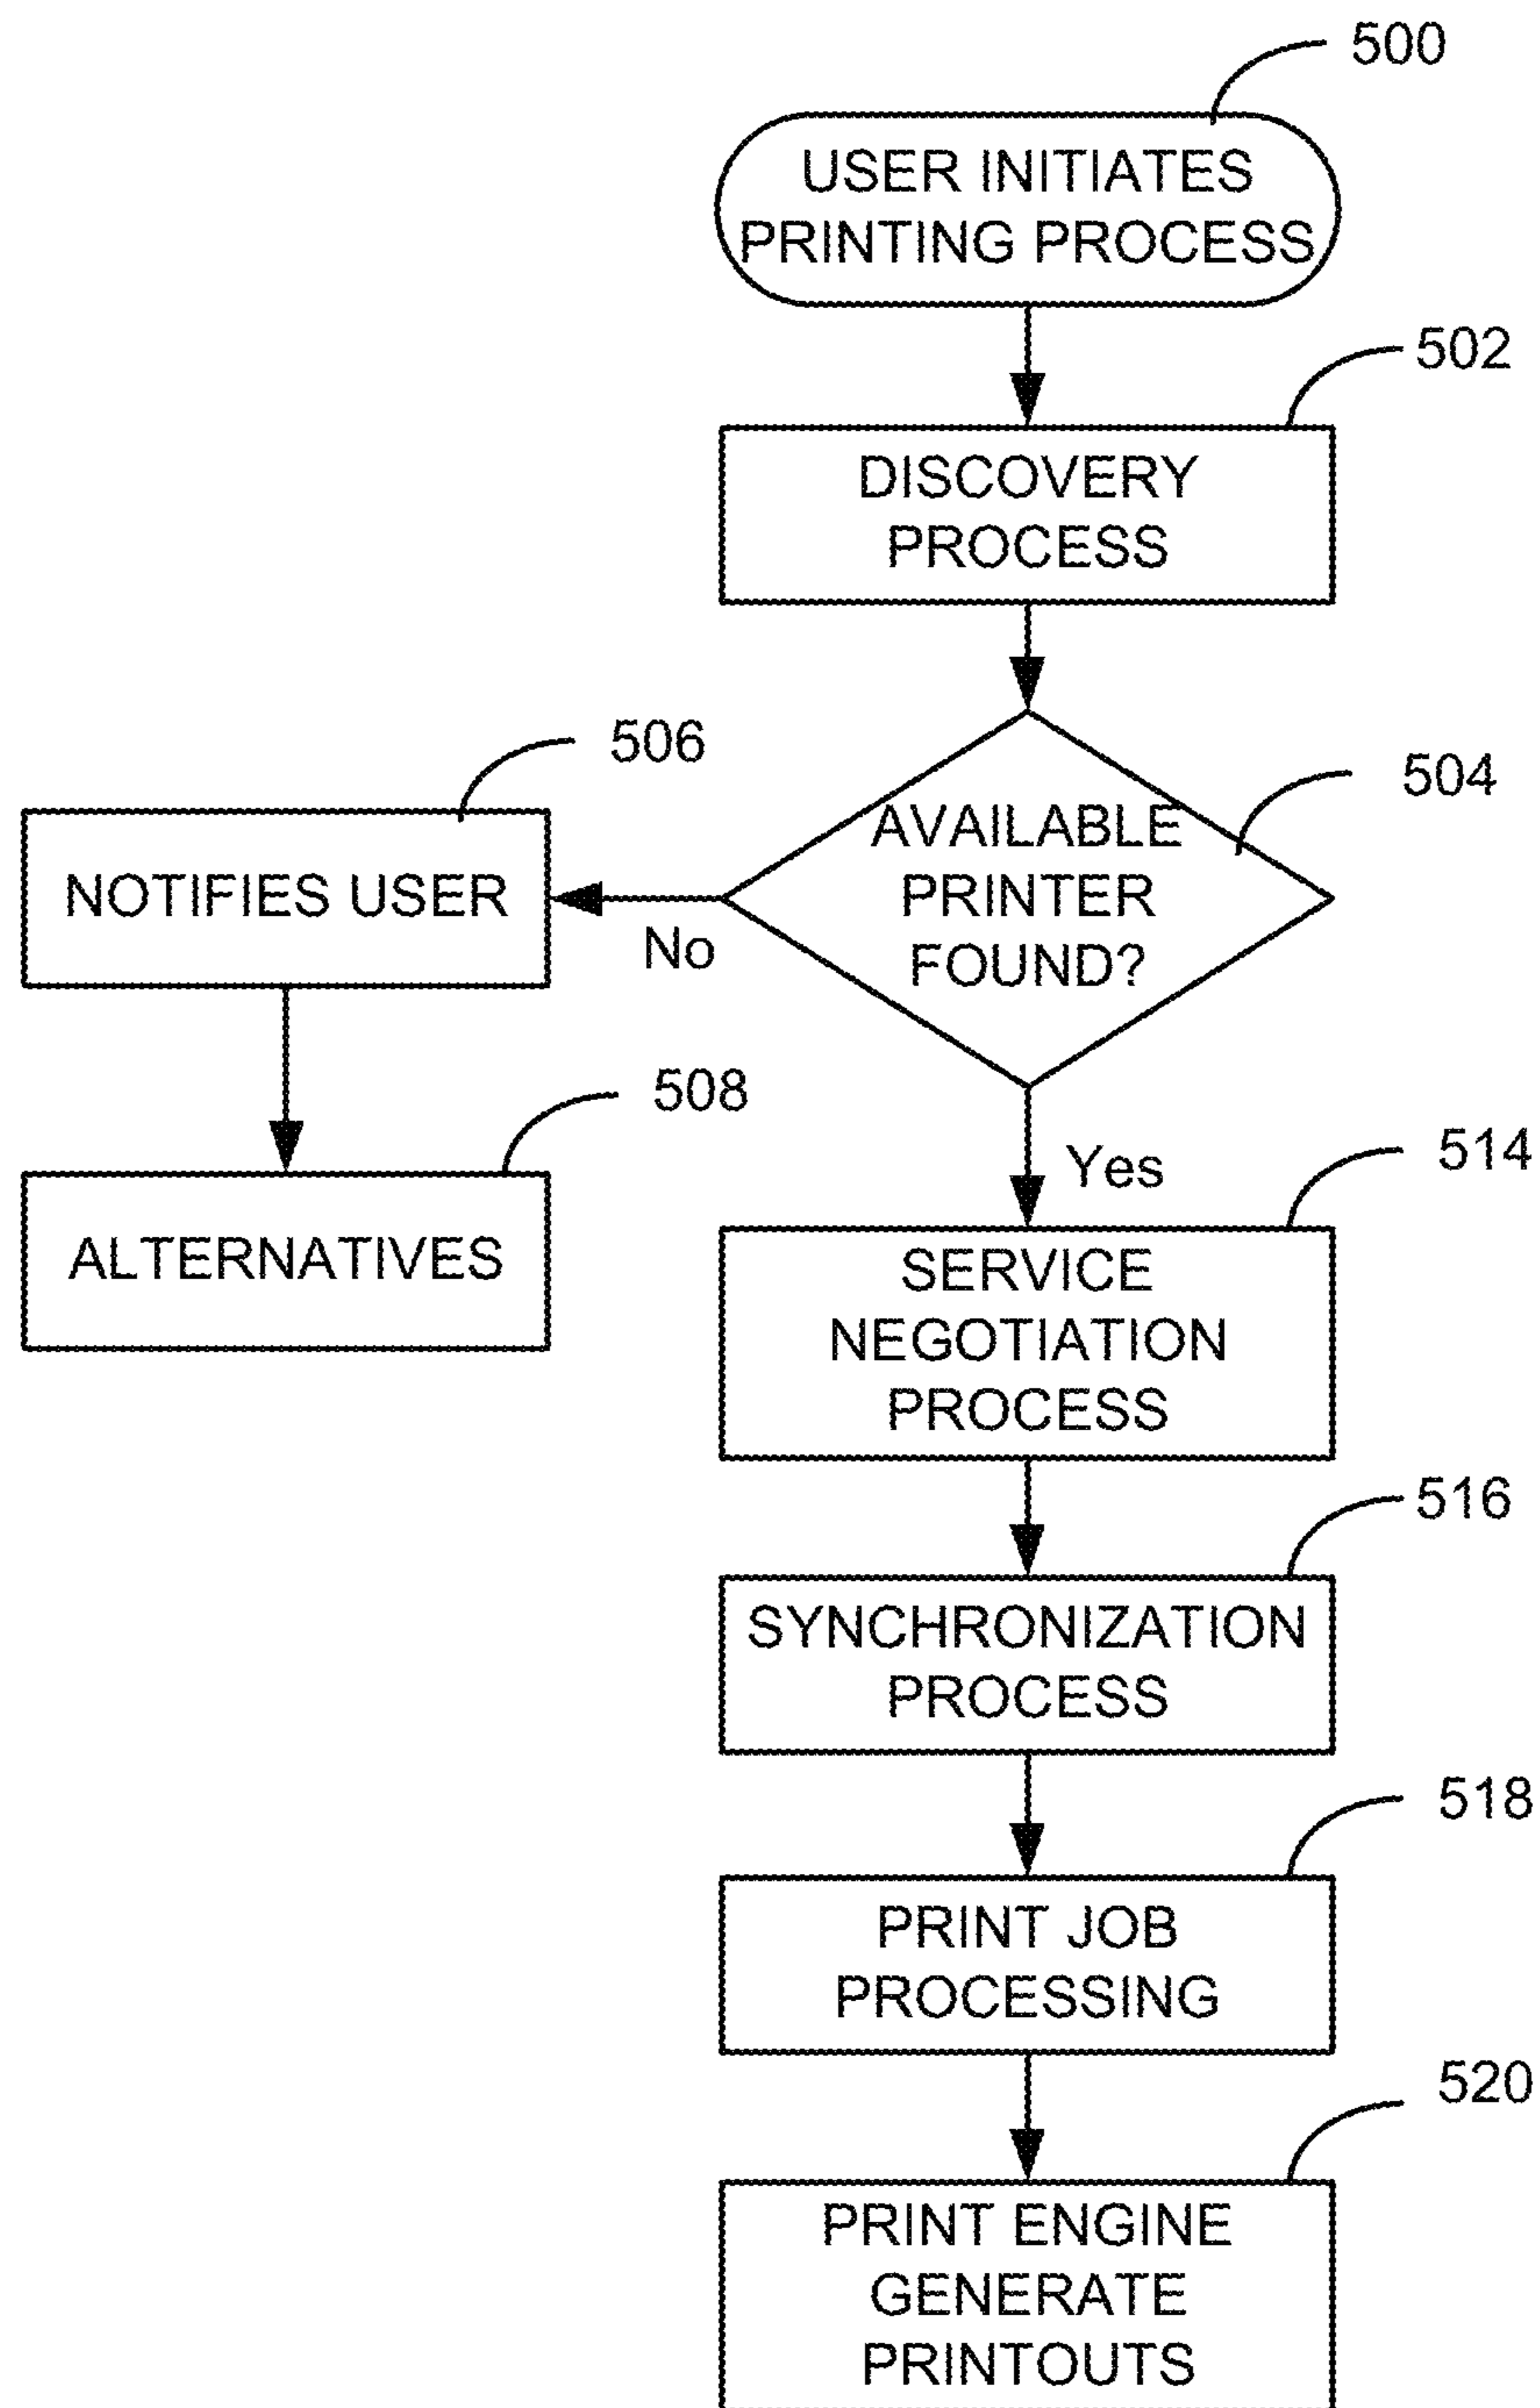 500
USER INITIATES
PRINTING PROCESS
502
DISCOVERY
PROCESS
504
AVAILABLE
PRINTER
FOUND?
506
NOTIFIES USER
No
508
ALTERNATIVES
Yes
514
SERVICE
NEGOTIATION
PROCESS
516
SYNCHRONIZATION
PROCESS
518
PRINT JOB
PROCESSING
520
PRINT ENGINE
GENERATE
PRINTOUTS